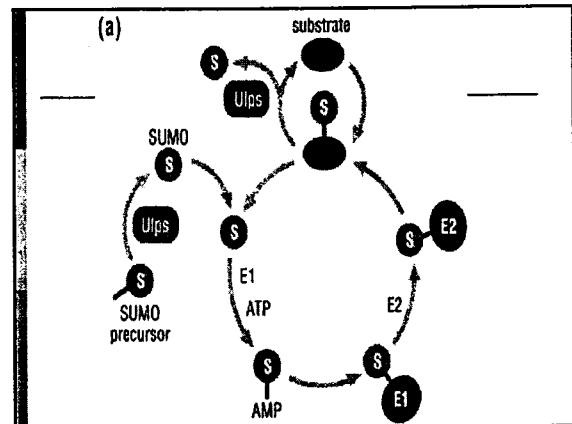 (a)
substrate
S
Ulps
S
SUMO
S
Ulps
S
S
E2
S
E1
ATP
E2
SUMO
precursor
S
S
AMP
E1